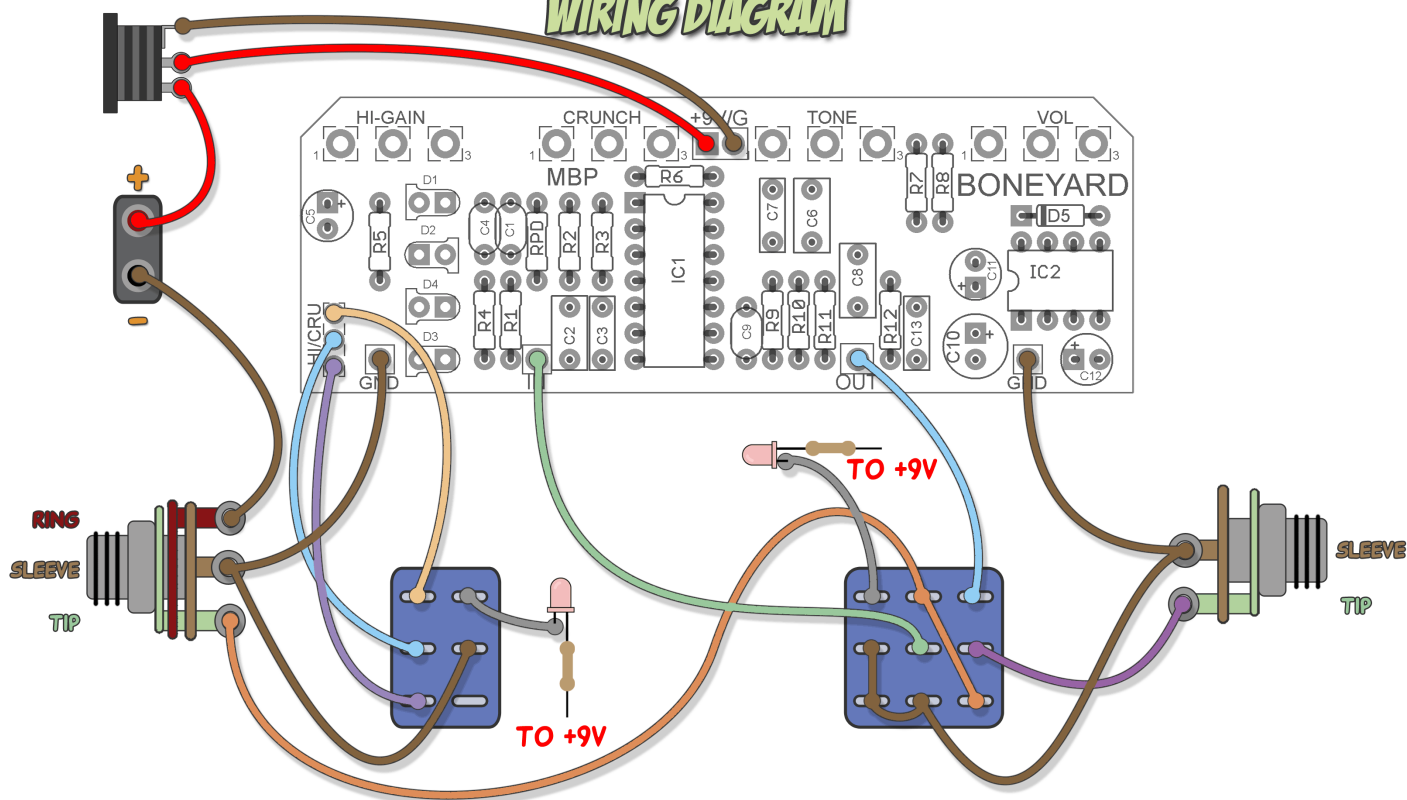 WIRING DIAGRAM
HI-GAIN
CRUNCH
+9V/G
TONE
VOL
1
3
1
3
1
3
1
3
MBP
R6
R7
R8
BONEYARD
+
D1
C5
+
R5
D2
C4
C1
RPD
R2
R3
IC1
C7
C6
D5
C8
C11
+
IC2
D4
HI/CRU
R4
R1
C2
C3
C9
R9
R10
R11
R12
C13
C10
+
D3
+
C12
-
GND
IN
OUT
GND
TO +9V
RING
SLEEVE
TIP
SLEEVE
TIP
TO +9V